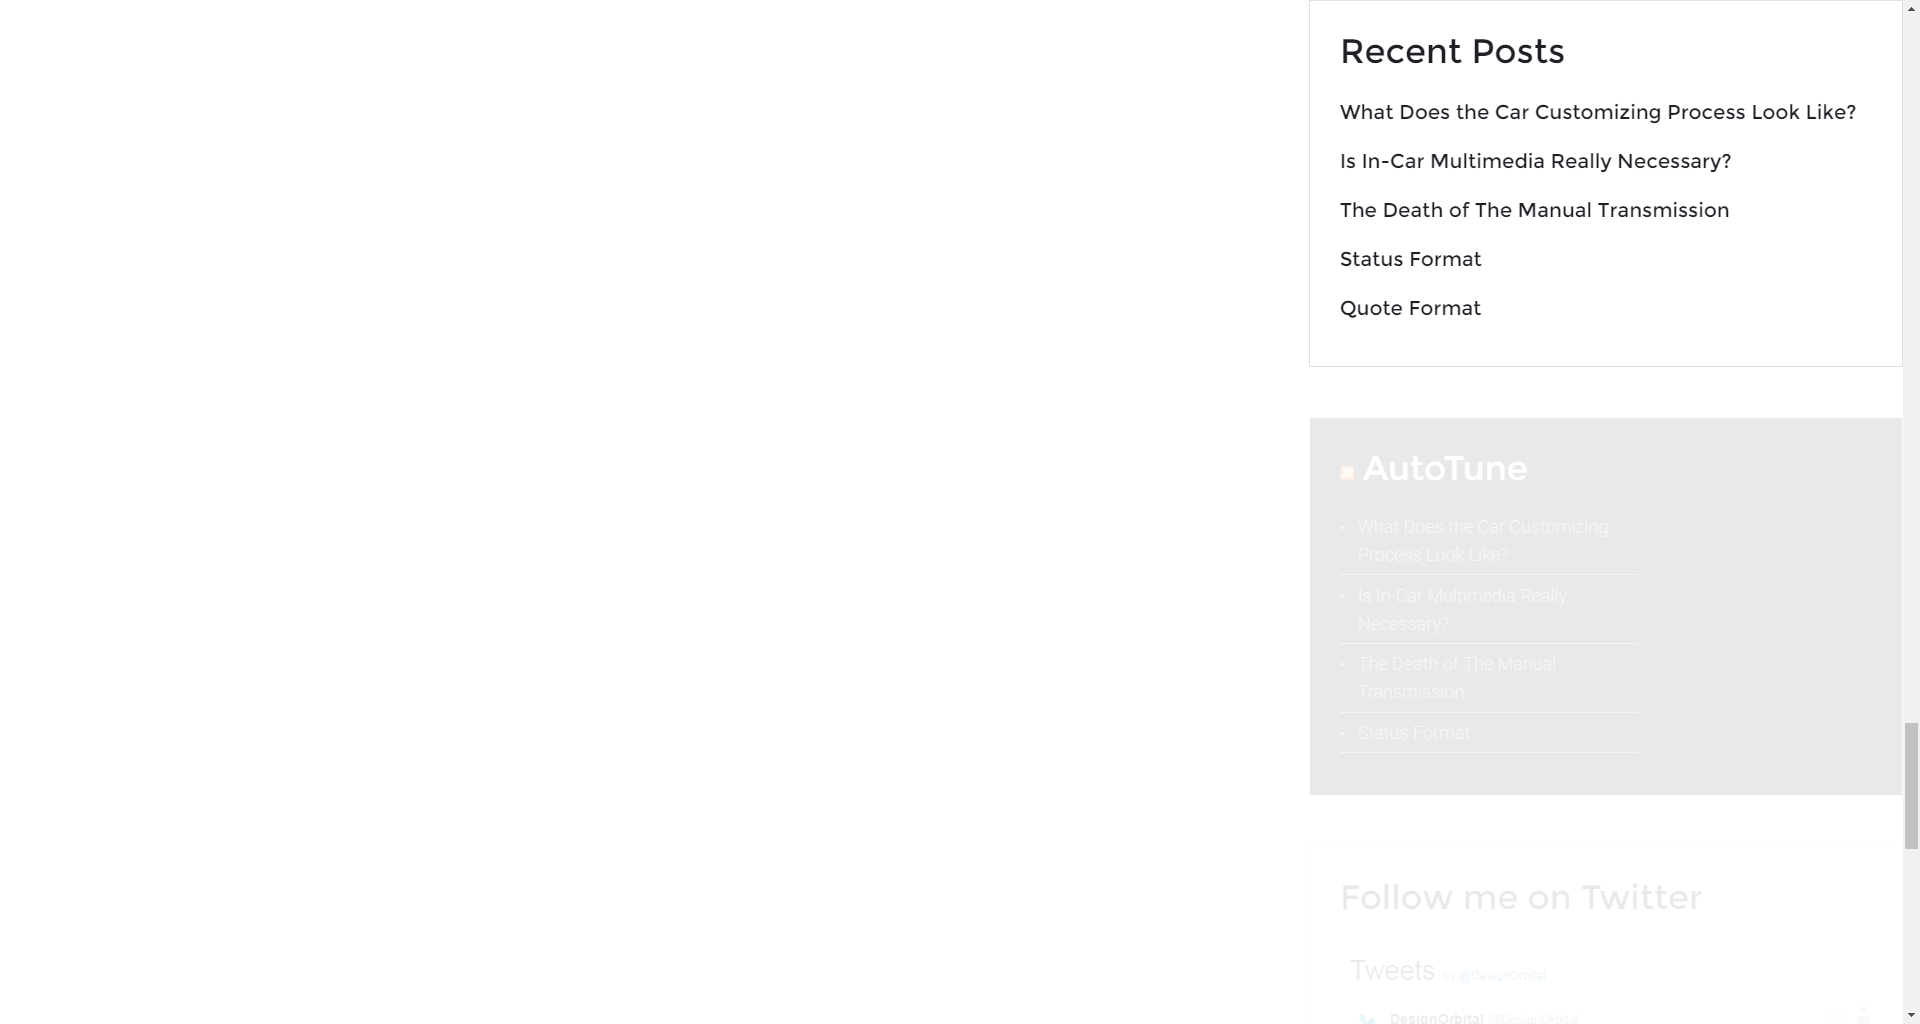 Recent Posts
What Does the Car Customizing Process Look Like?
Is In-Car Multimedia Really Necessary?
The Death of The Manual Transmission
Status Format
Quote Format
AutoTune
What Does the Car Customizing
Process Look Like?
Is In-Car Multimedia Really
Necessary?
The Death of The Manual
Transmission
Status Format
Follow me on Twitter
Tweets by @DesignOrbital
DesignOrbital @DesignOrbital